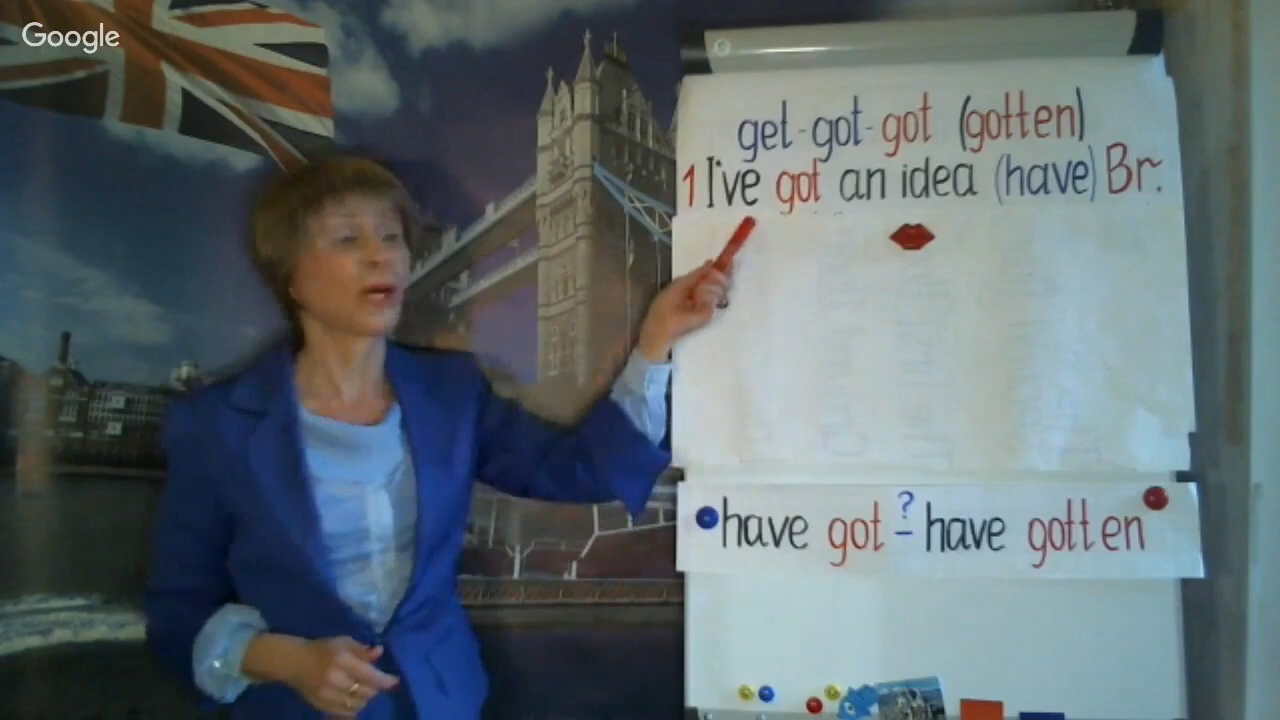 Google
get-got-got (gotten)
1 I've got an idea (have) Br.
have got ?– have gotten